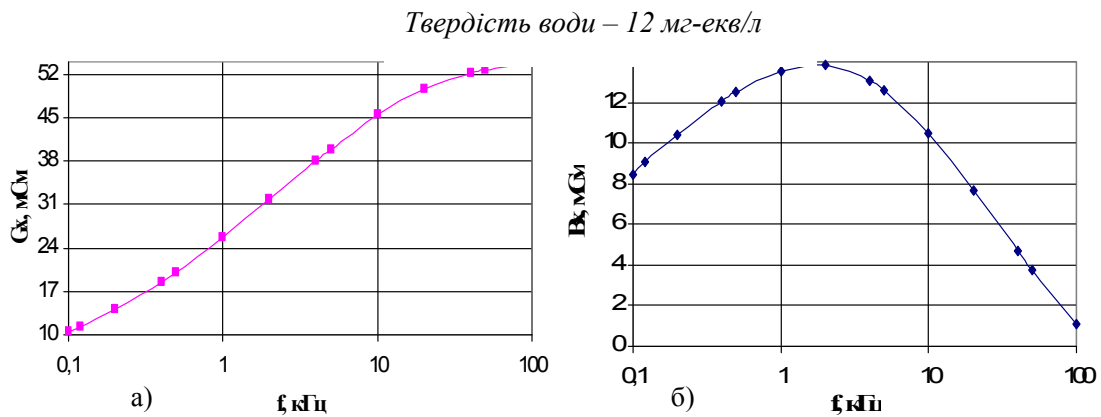 Твердість води – 12 мг-екв/л
52
45
38
31
24
17
10
Gx, мСм
0,1 1 10 100
а) f, кГц
12
10
8
6
4
2
0
Bx, мСм
0,1 1 10 100
б) f, кГц